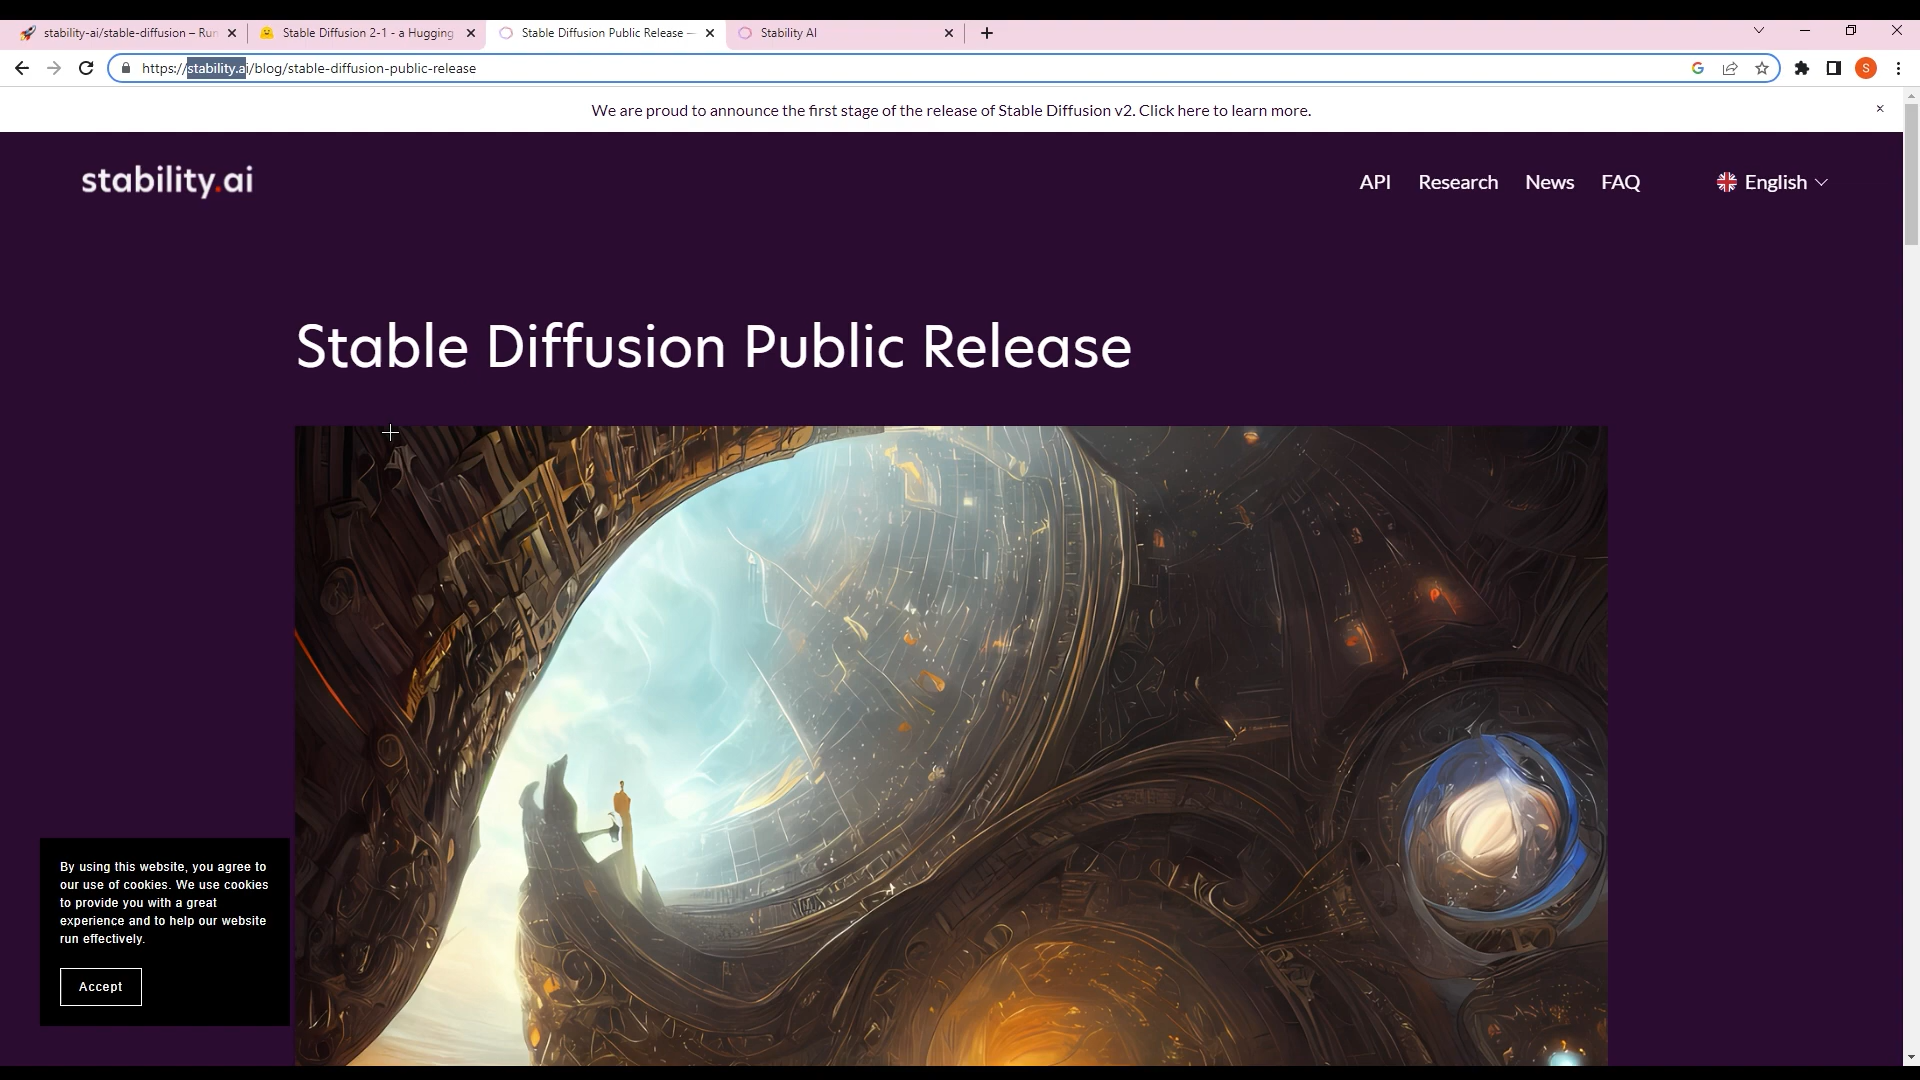 stability-ai/stable-diffusion – Run
Stable Diffusion 2-1 - a Hugging
Stable Diffusion Public Release —
Stability AI
https://stability.ai/blog/stable-diffusion-public-release
S
We are proud to announce the first stage of the release of Stable Diffusion v2. Click here to learn more.
stability.ai
API
Research
News
FAQ
English
Stable Diffusion Public Release
By using this website, you agree to
our use of cookies. We use cookies
to provide you with a great
experience and to help our website
run effectively.
Accept